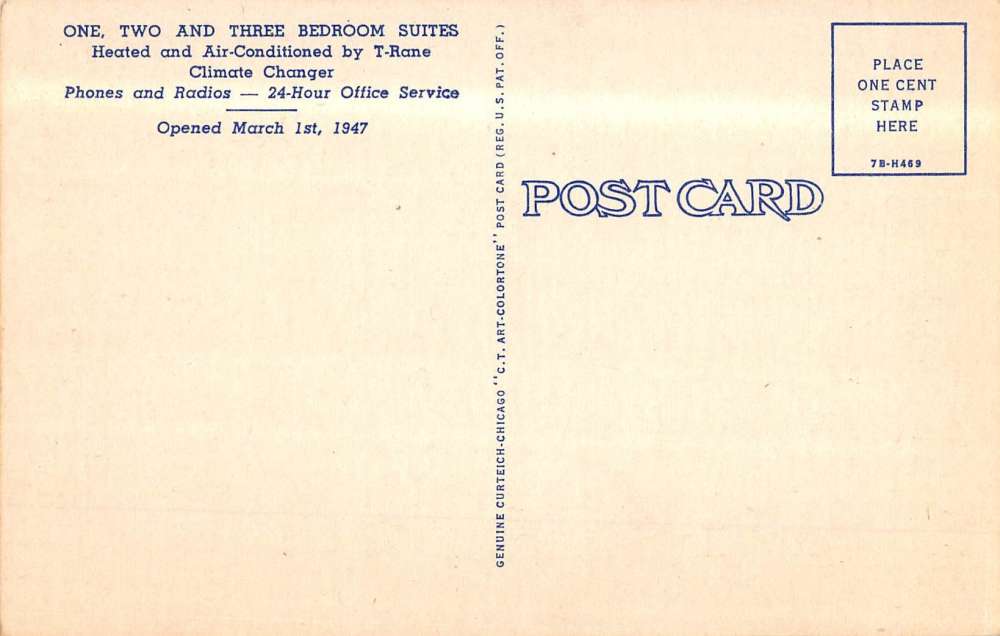 ONE, TWO AND THREE BEDROOM SUITES
Heated and Air-Conditioned by T-Rane
Climate Changer
Phones and Radios — 24-Hour Office Service
Opened March 1st, 1947
GENUINE CURTEICH-CHICAGO "C.T. ART-COLORTONE" POST CARD (REG. U.S. PAT. OFF.)
POST CARD
PLACE
ONE CENT
STAMP
HERE
7B-H469